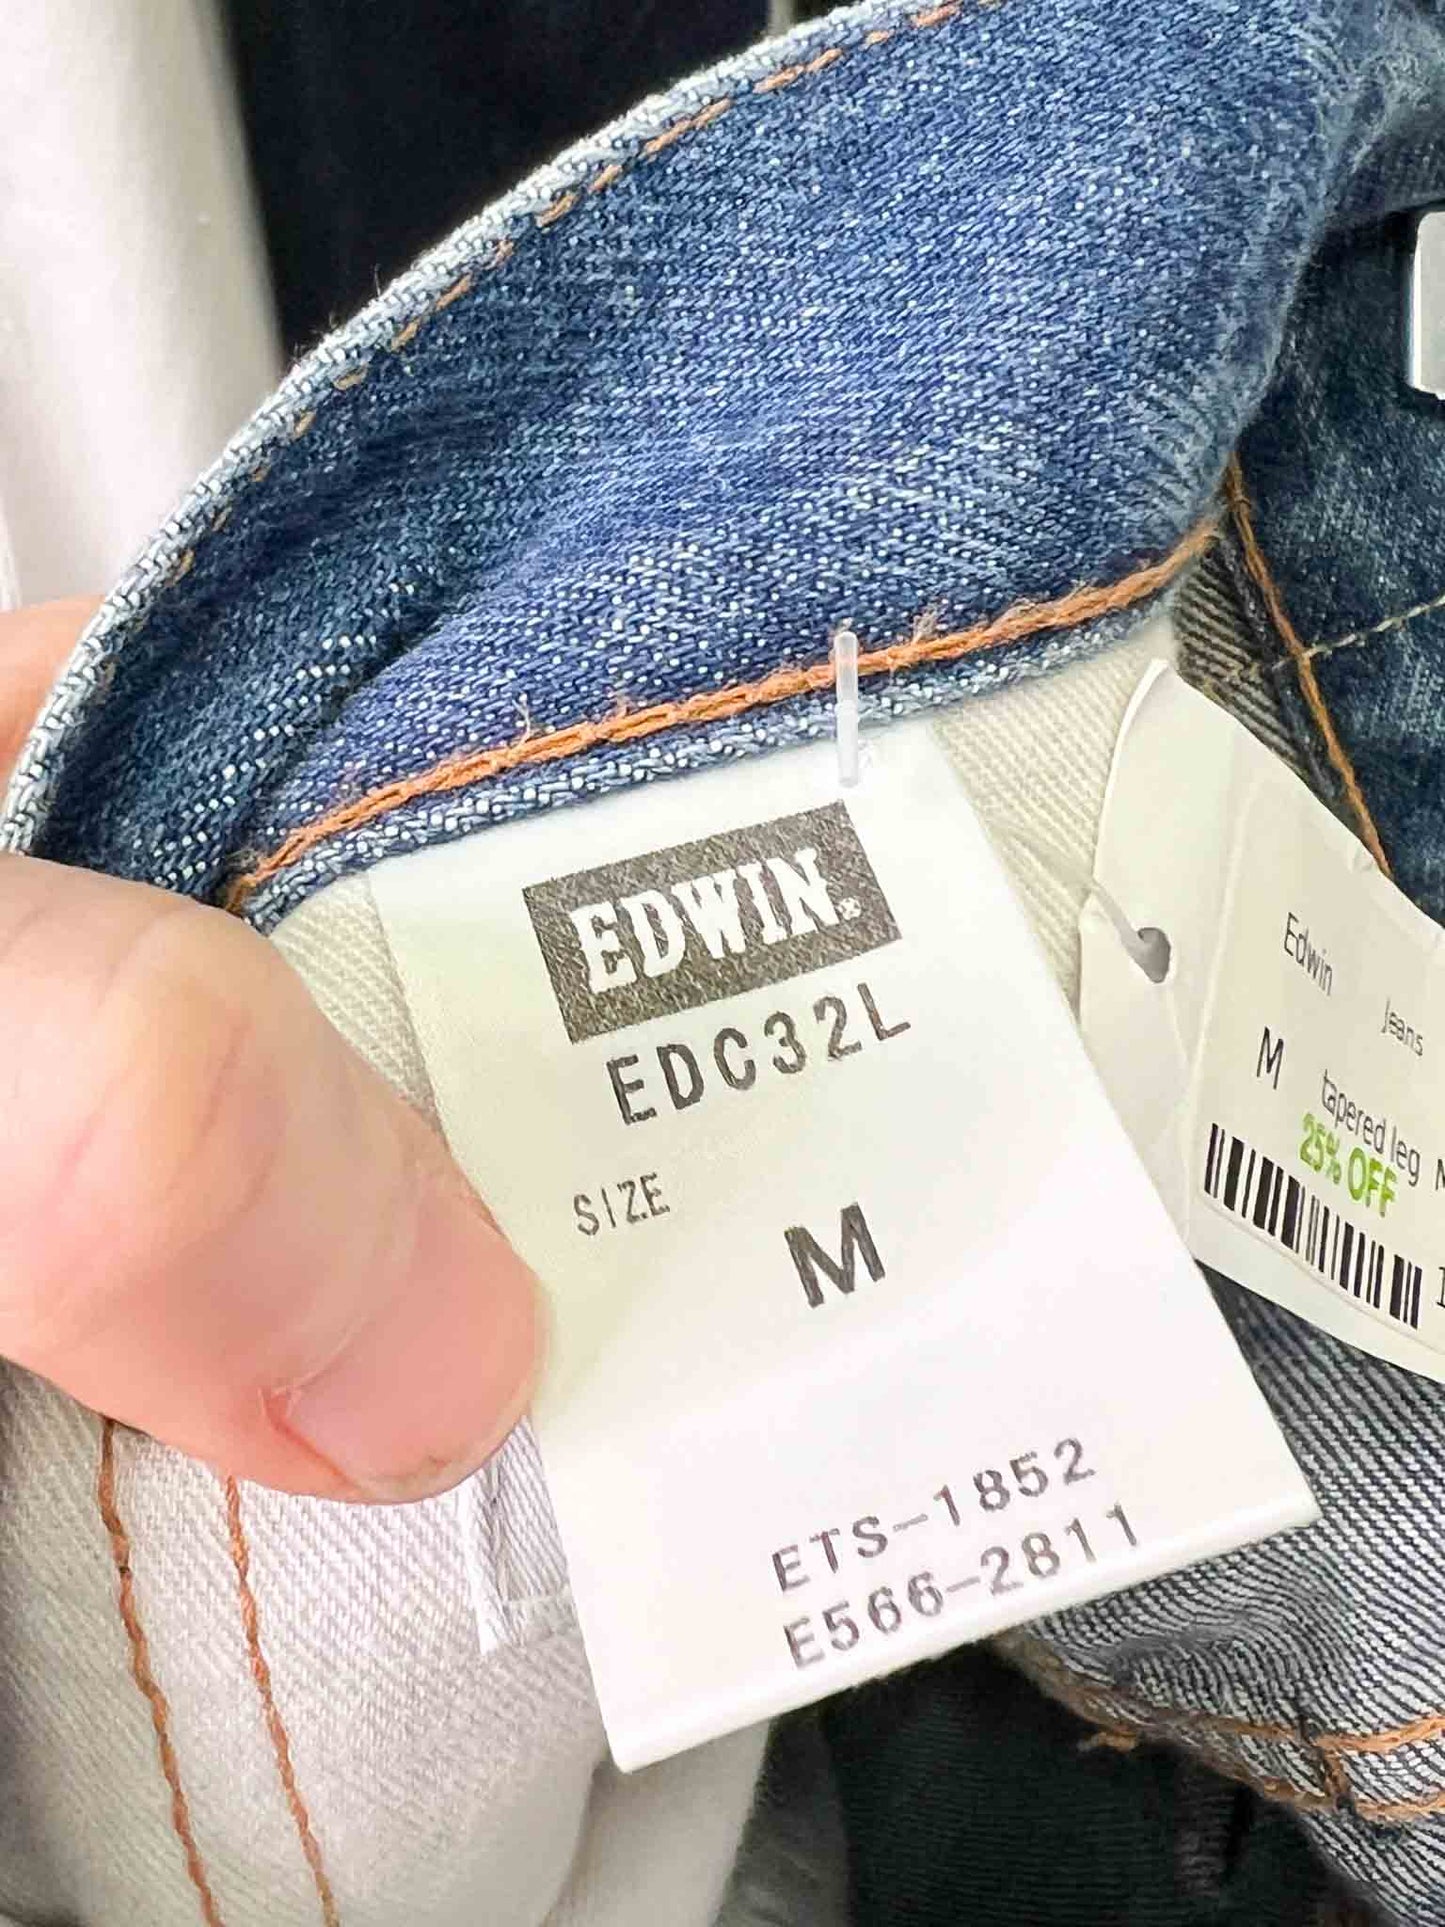 EDWIN.
EDC32L
SIZE
M
ETS-1852
E566-2811
Edwin
Jeans
M
tapered leg
25% OFF